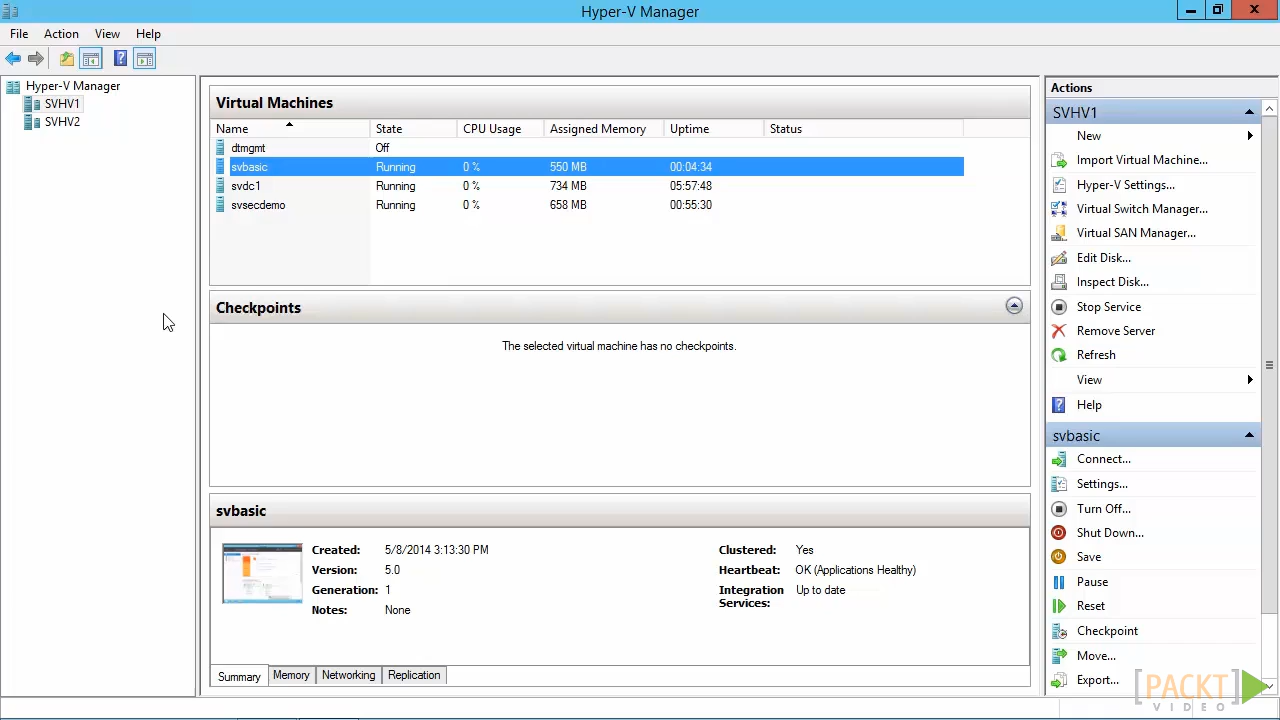 Hyper-V Manager
File Action View Help
Hyper-V Manager
SVHV1
SVHV2
Virtual Machines
Name State CPU Usage Assigned Memory Uptime Status
dtmgmt Off
svbasic Running 0 % 550 MB 00:04:34
svdc1 Running 0 % 734 MB 05:57:48
svsecdemo Running 0 % 658 MB 00:55:30
Checkpoints
The selected virtual machine has no checkpoints.
svbasic
Created: 5/8/2014 3:13:30 PM
Version: 5.0
Generation: 1
Notes: None
Clustered: Yes
Heartbeat: OK (Applications Healthy)
Integration Services: Up to date
Summary Memory Networking Replication
Actions
SVHV1
New
Import Virtual Machine...
Hyper-V Settings...
Virtual Switch Manager...
Virtual SAN Manager...
Edit Disk...
Inspect Disk...
Stop Service
Remove Server
Refresh
View
Help
svbasic
Connect...
Settings...
Turn Off...
Shut Down...
Save
Pause
Reset
Checkpoint
Move...
Export...
[PACKT]
VIDEO